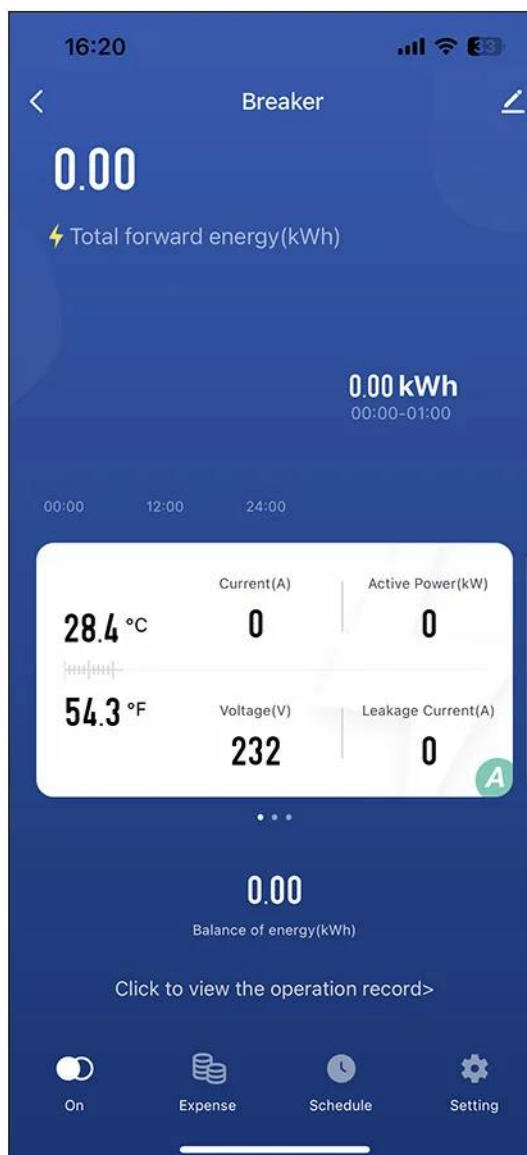 16:20
33
Breaker
0.00
Total forward energy(kWh)
0.00 kWh
00:00-01:00
00:00 12:00 24:00
Current(A) Active Power(kW)
28.4 °C 0 0
54.3 °F Voltage(V) Leakage Current(A)
232 0
A
0.00
Balance of energy(kWh)
Click to view the operation record>
On Expense Schedule Setting